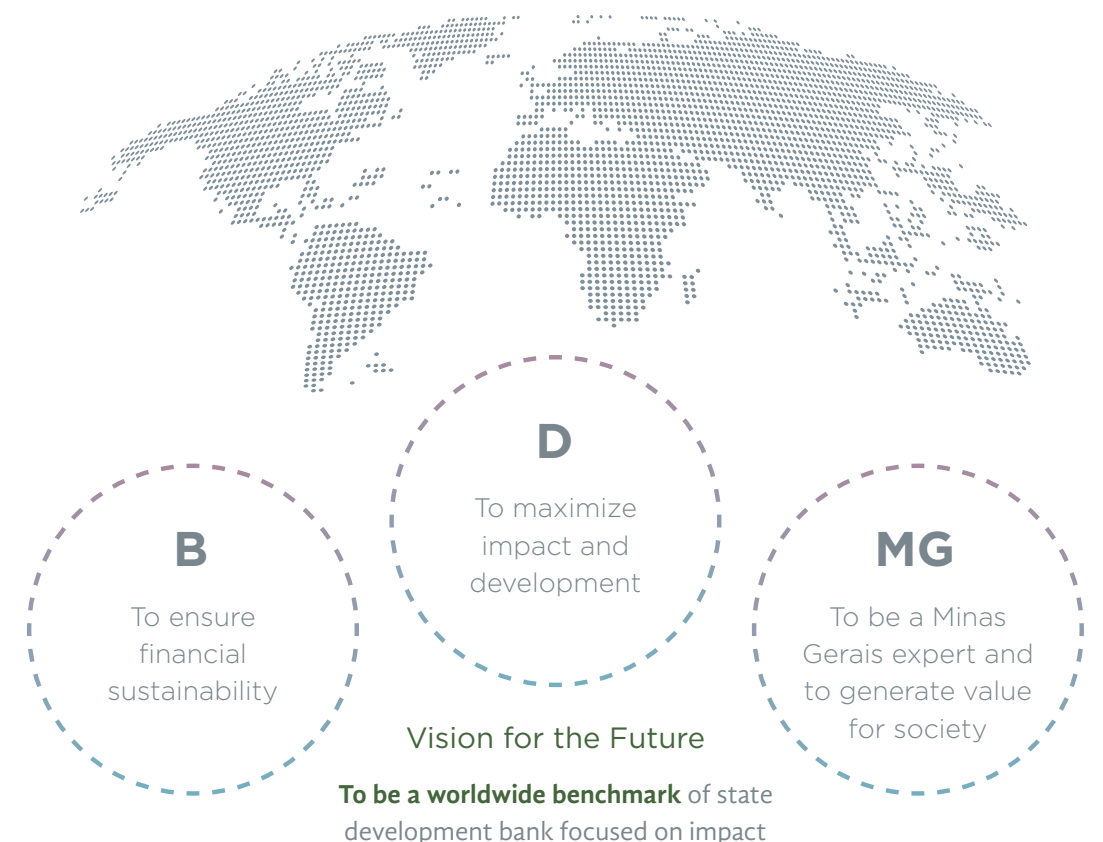 D
To maximize
impact and
development
B
To ensure
financial
sustainability
MG
To be a Minas
Gerais expert and
to generate value
for society
Vision for the Future
To be a worldwide benchmark of state
development bank focused on impact